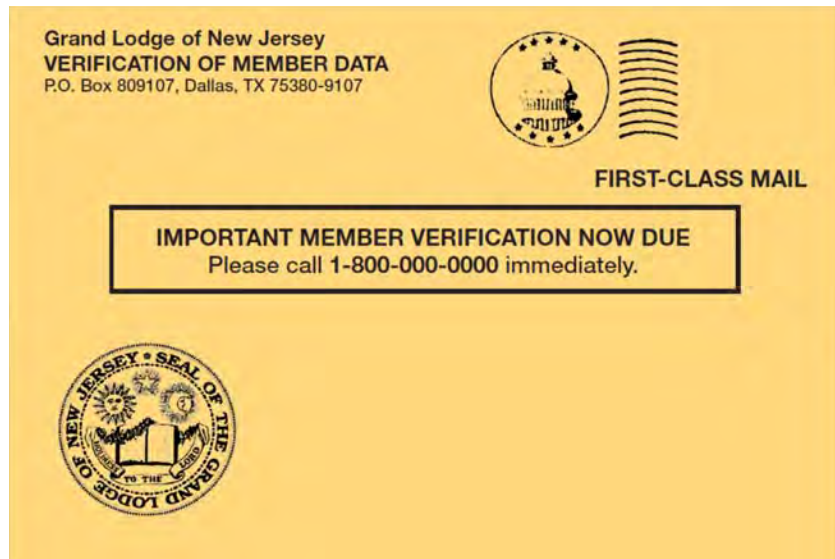 Grand Lodge of New Jersey
VERIFICATION OF MEMBER DATA
P.O. Box 809107, Dallas, TX 75380-9107
FIRST-CLASS MAIL
IMPORTANT MEMBER VERIFICATION NOW DUE
Please call 1-800-000-0000 immediately.
SEAL OF THE GRAND LODGE OF NEW JERSEY
HOLINESS
TO THE
LORD